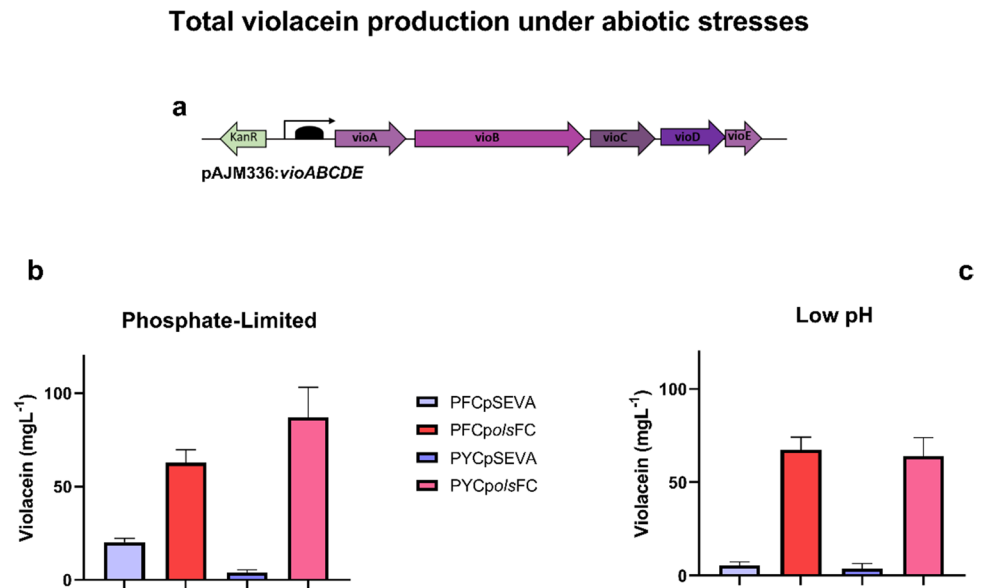 Total violacein production under abiotic stresses
a
KanR
vioA
vioB
vioC
vioD
vioE
pAJM336:vioABCDE
b
c
Phosphate-Limited
Violacein (mgL-1)
100
50
0
PFCpSEVA
PFCpolsFC
PYCpSEVA
PYCpolsFC
Low pH
Violacein (mgL-1)
100
50
0